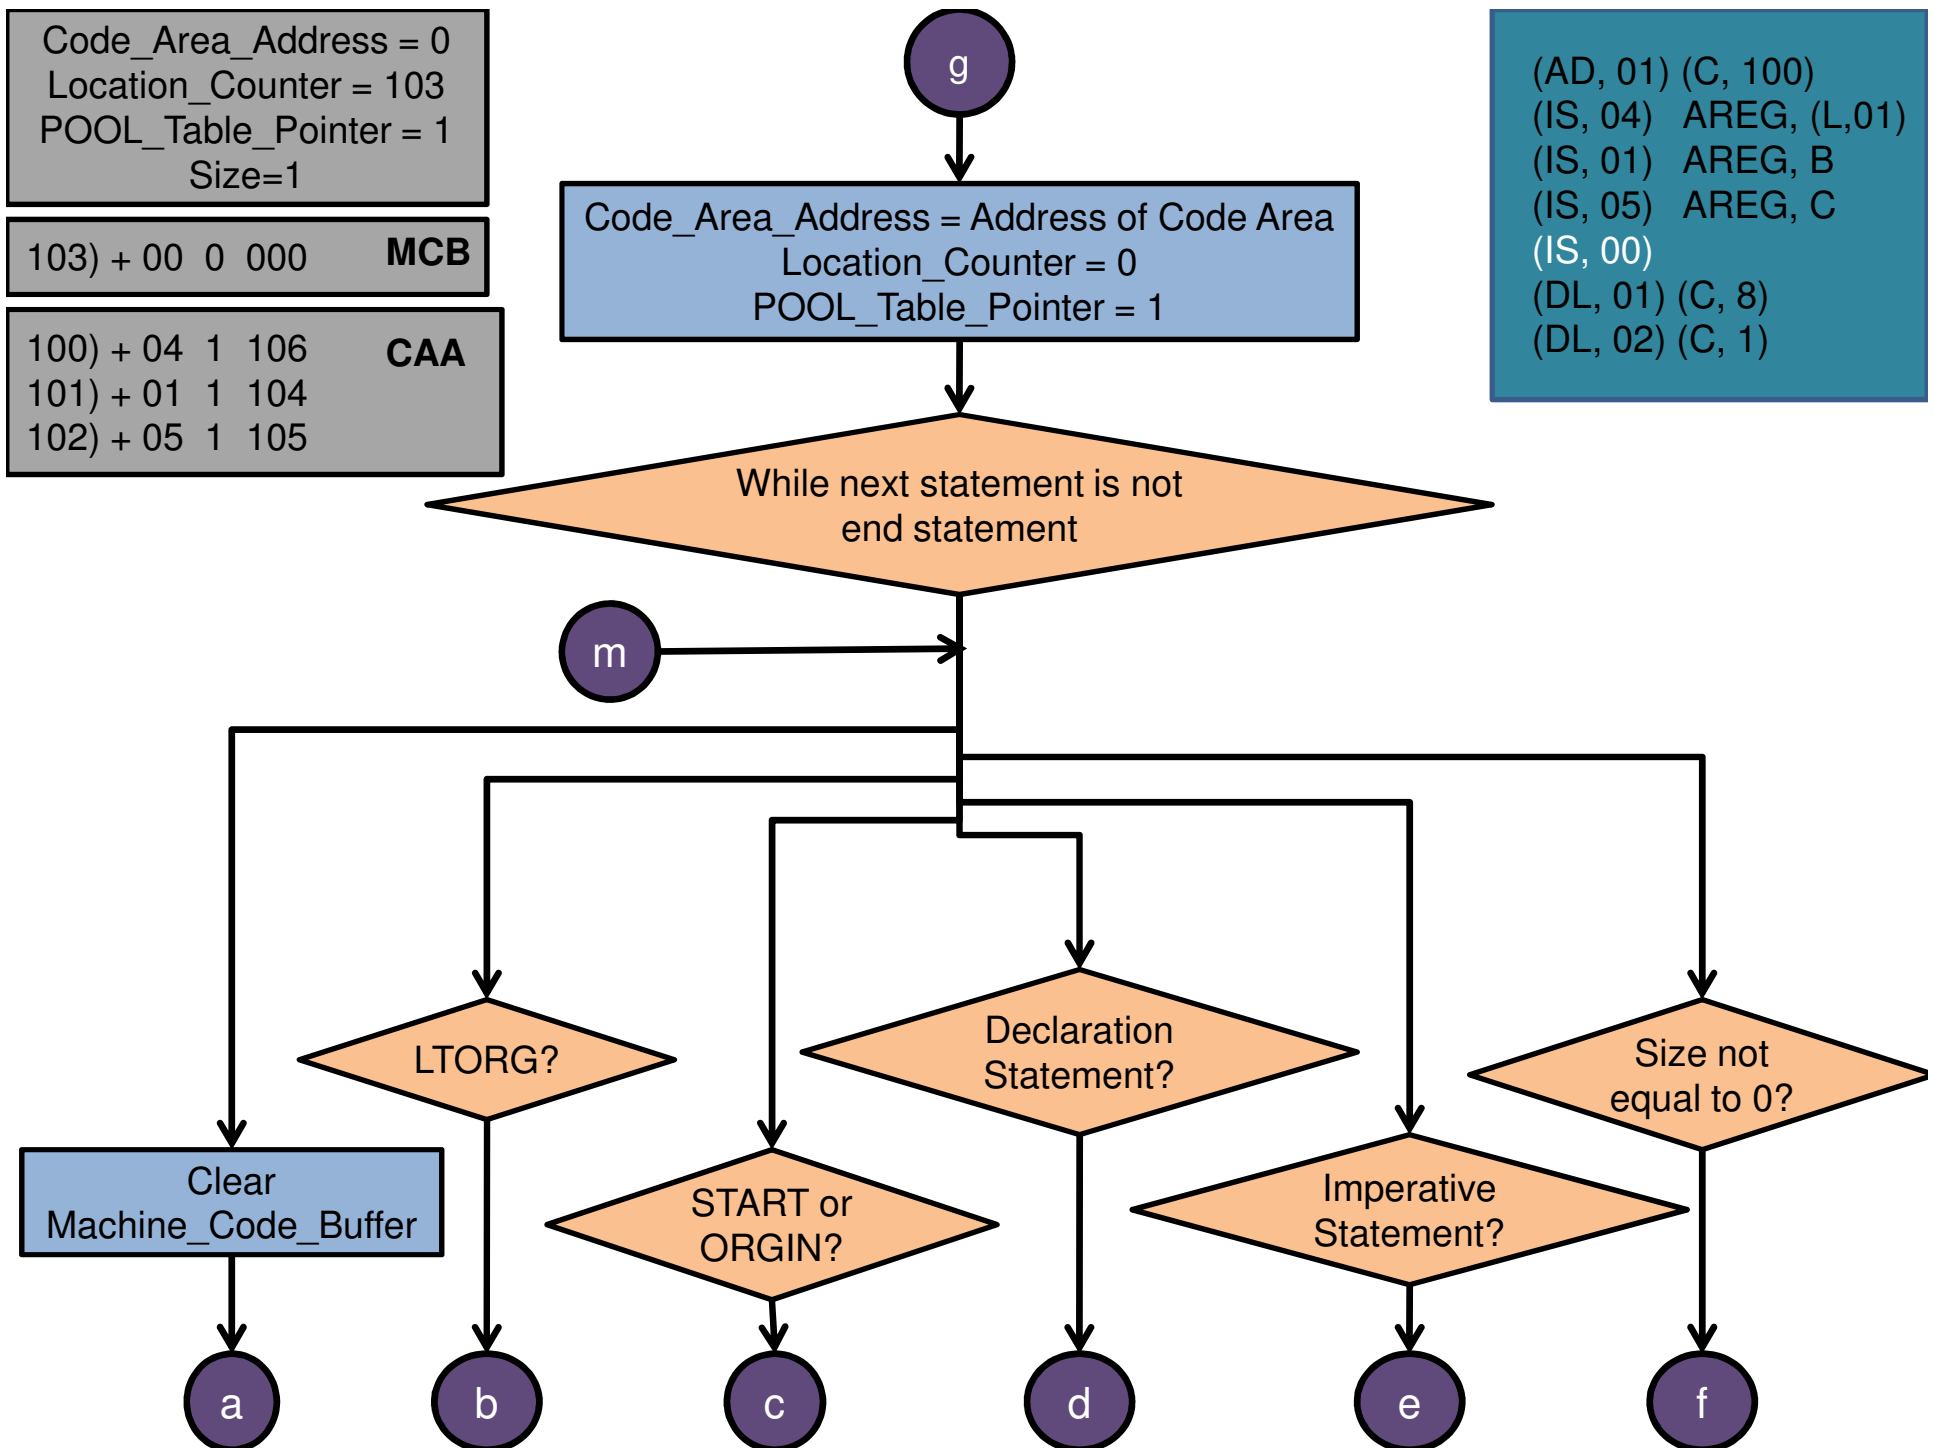 Code_Area_Address = 0
Location_Counter = 103
POOL_Table_Pointer = 1
Size=1
103) + 00 0 000 MCB
100) + 04 1 106 CAA
101) + 01 1 104
102) + 05 1 105
g
(AD, 01) (C, 100)
(IS, 04) AREG, (L,01)
(IS, 01) AREG, B
(IS, 05) AREG, C
(IS, 00)
(DL, 01) (C, 8)
(DL, 02) (C, 1)
Code_Area_Address = Address of Code Area
Location_Counter = 0
POOL_Table_Pointer = 1
While next statement is not
end statement
m
Clear
Machine_Code_Buffer
LTORG?
START or
ORGIN?
Declaration
Statement?
Imperative
Statement?
Size not
equal to 0?
a
b
c
d
e
f